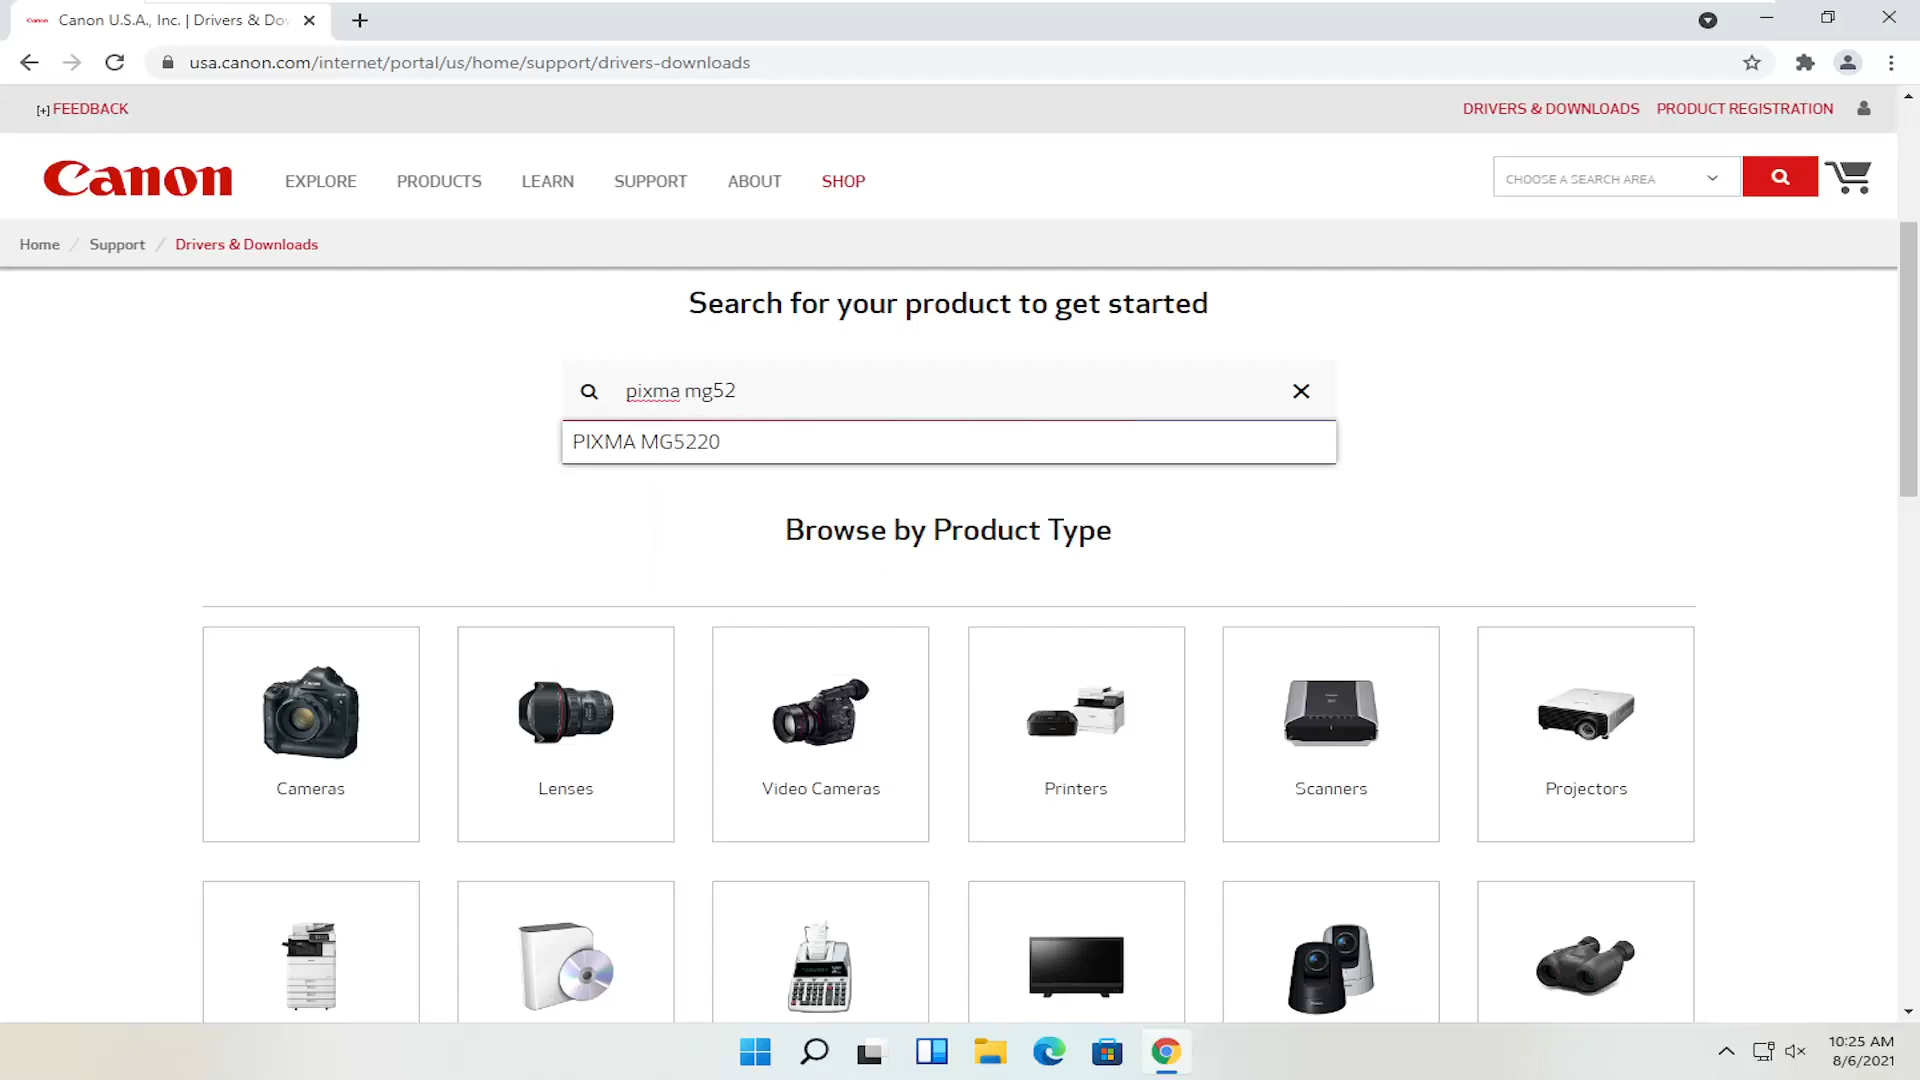 Canon U.S.A., Inc. | Drivers & Do
usa.canon.com/internet/portal/us/home/support/drivers-downloads
[+] FEEDBACK
DRIVERS & DOWNLOADS PRODUCT REGISTRATION
Canon EXPLORE PRODUCTS LEARN SUPPORT ABOUT SHOP
CHOOSE A SEARCH AREA
Home / Support / Drivers & Downloads
Search for your product to get started
pixma mg52
PIXMA MG5220
Browse by Product Type
Cameras Lenses Video Cameras Printers Scanners Projectors
10:25 AM
8/6/2021